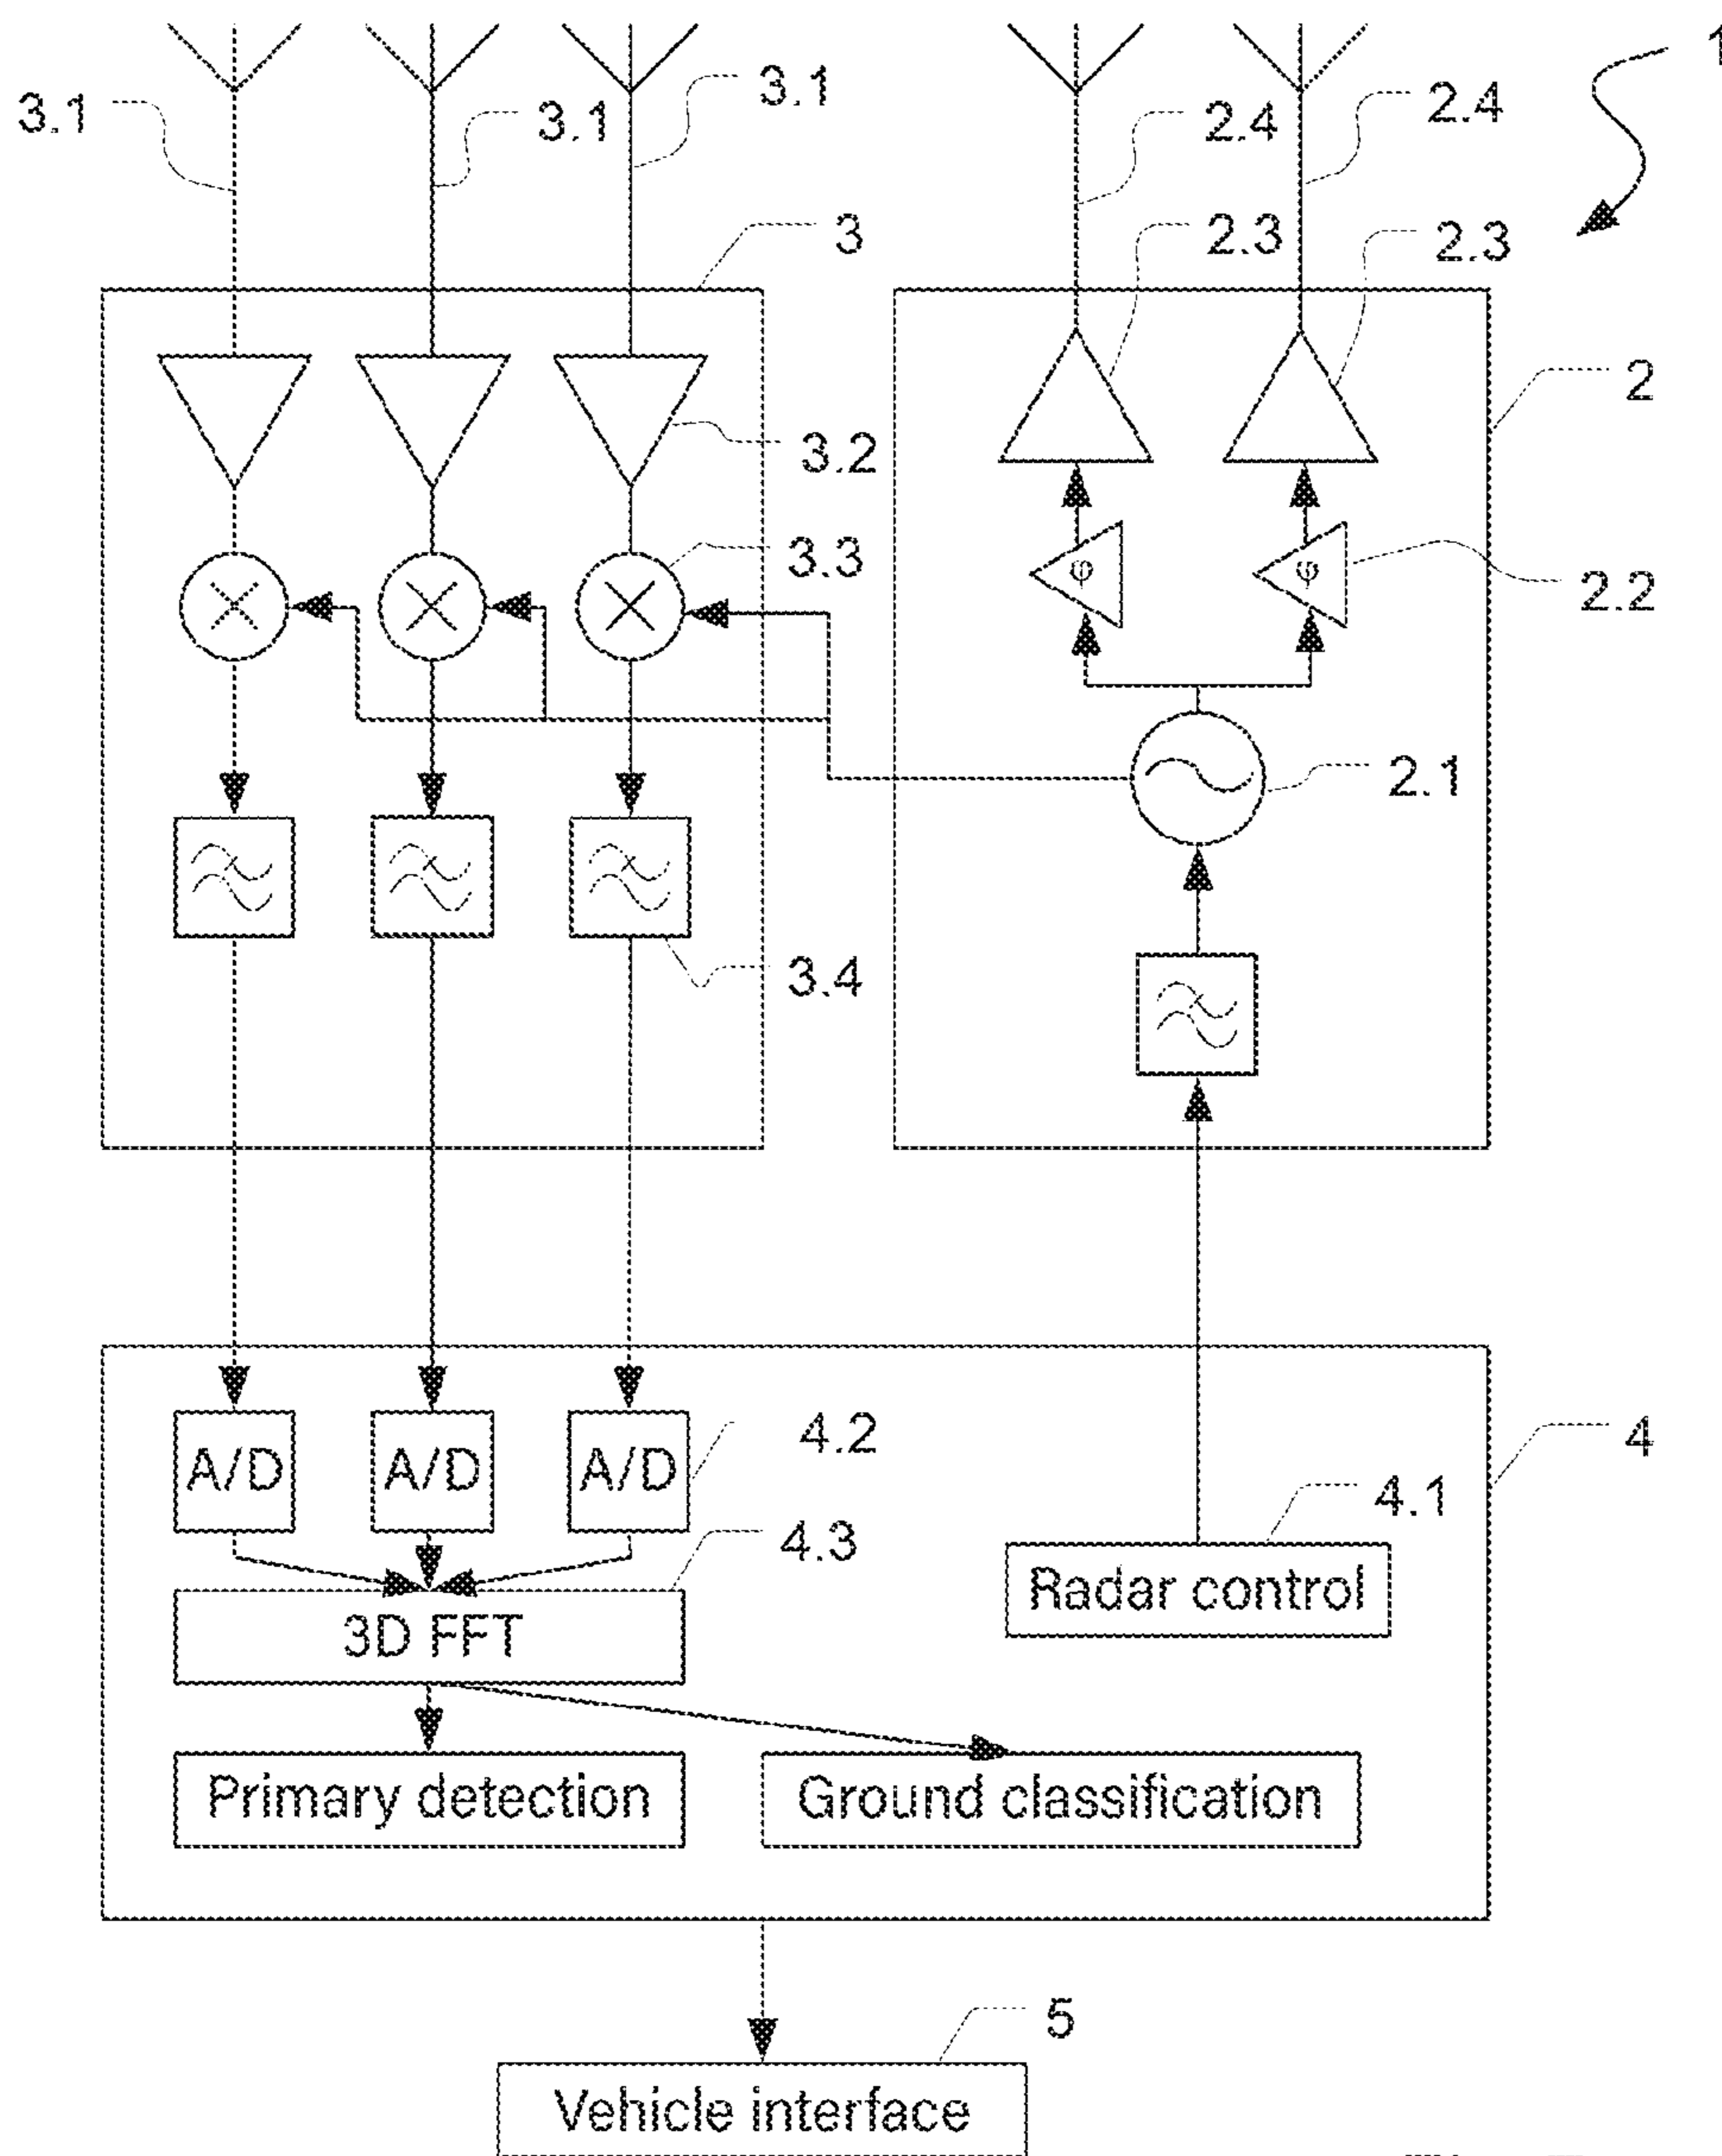 1
3.1
3.1
3.1
2.4
2.4
3
2.3
2.3
2
3.2
3.3
φ
φ
2.2
2.1
3.4
A/D
A/D
A/D
4.2
4
4.1
4.3
Radar control
3D FFT
Primary detection
Ground classification
5
Vehicle interface